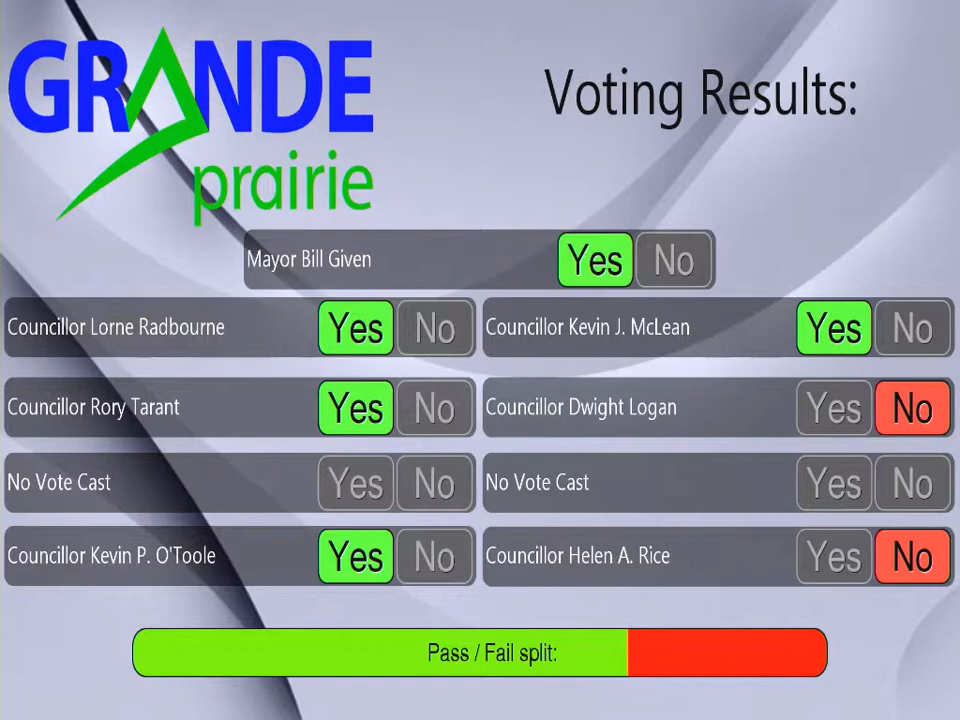 GRANDE
prairie
Voting Results:
Mayor Bill Given Yes No
Councillor Lorne Radbourne Yes No
Councillor Kevin J. McLean Yes No
Councillor Rory Tarant Yes No
Councillor Dwight Logan Yes No
No Vote Cast Yes No
No Vote Cast Yes No
Councillor Kevin P. O'Toole Yes No
Councillor Helen A. Rice Yes No
Pass / Fail split: